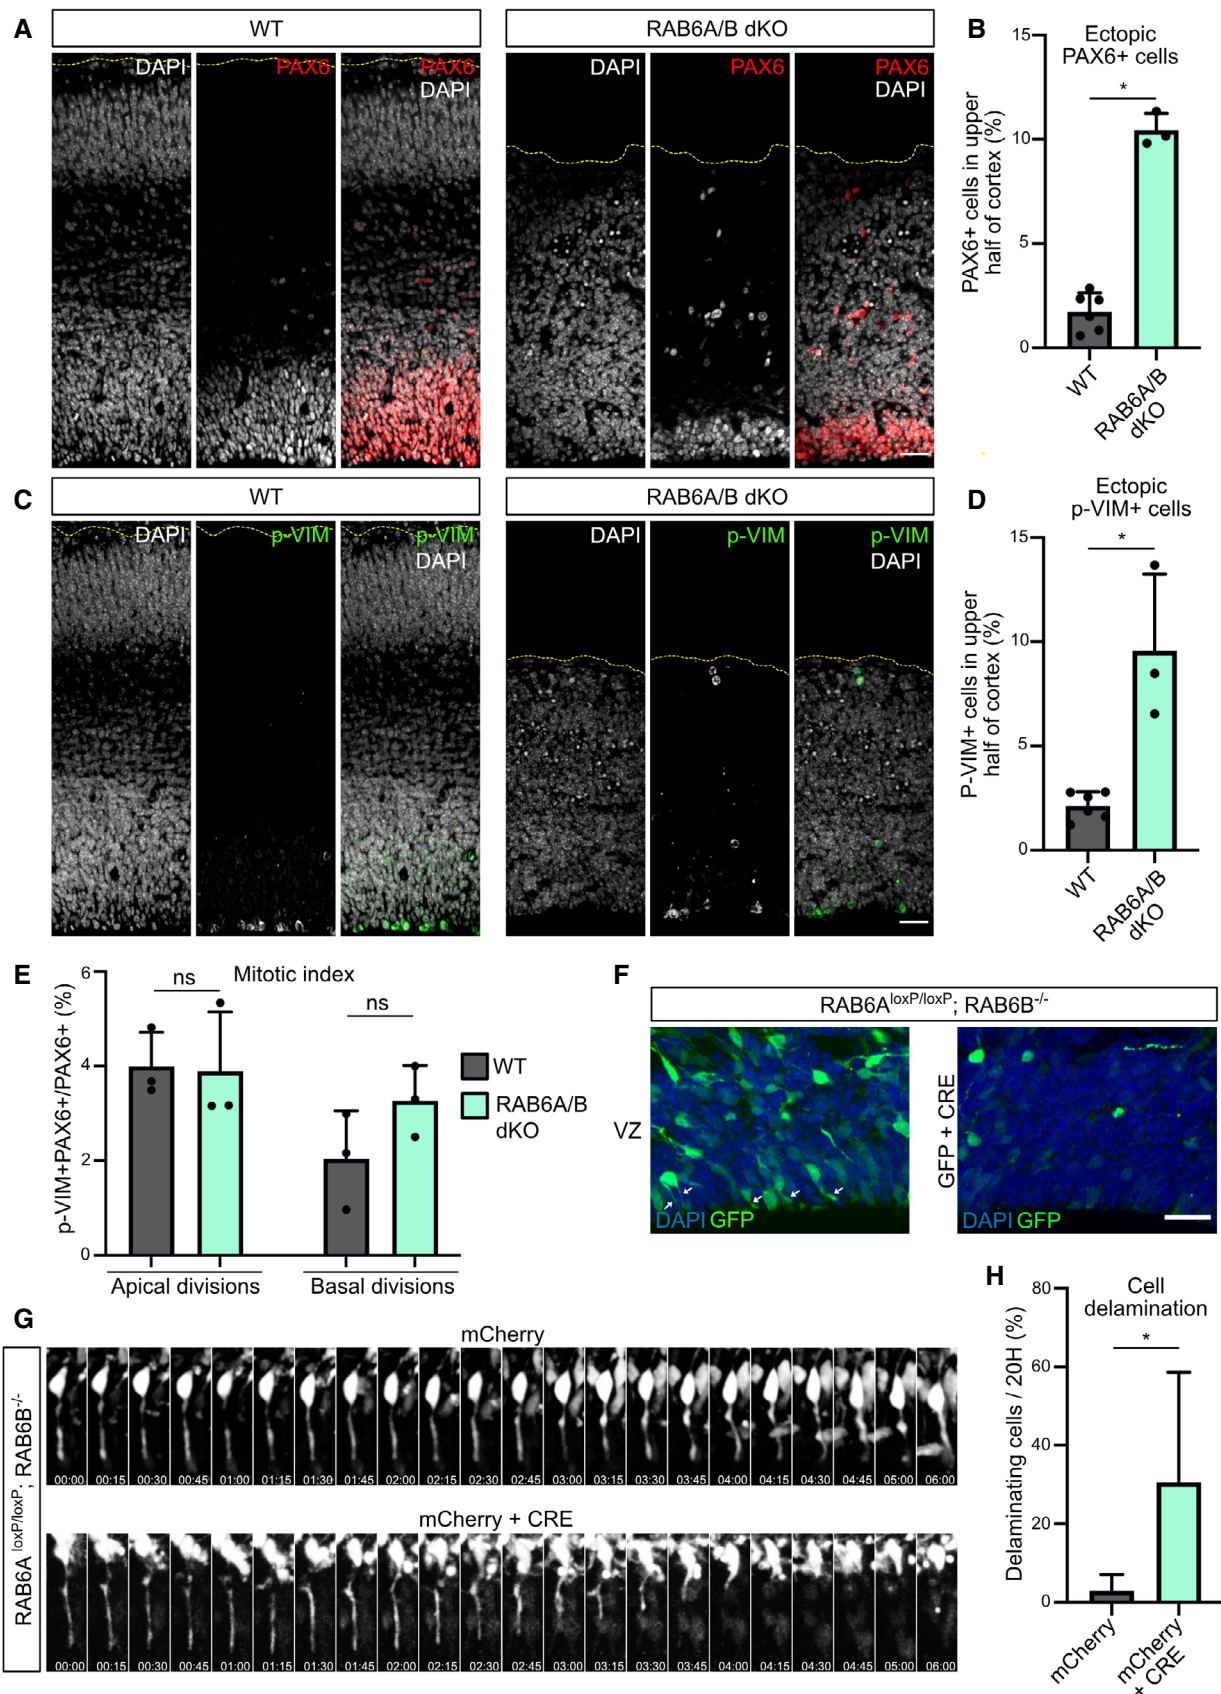 A
WT
RAB6A/B dKO
DAPI
PAX6
PAX6
DAPI
DAPI
PAX6
PAX6
DAPI
B
Ectopic
PAX6+ cells
PAX6+ cells in upper
half of cortex (%)
15
10
5
0
*
WT
RAB6A/B
dKO
C
WT
RAB6A/B dKO
DAPI
p-VIM
p-VIM
DAPI
DAPI
p-VIM
p-VIM
DAPI
D
Ectopic
p-VIM+ cells
P-VIM+ cells in upper
half of cortex (%)
15
10
5
0
*
WT
RAB6A/B
dKO
E
Mitotic index
p-VIM+PAX6+/PAX6+ (%)
6
4
2
0
ns
ns
WT
RAB6A/B
dKO
Apical divisions
Basal divisions
F
RAB6A^loxP/loxP; RAB6B^-/-
VZ
GFP + CRE
DAPI GFP
DAPI GFP
G
RAB6A^loxP/loxP; RAB6B^-/-
mCherry
00:00 00:15 00:30 00:45 01:00 01:15 01:30 01:45 02:00 02:15 02:30 02:45 03:00 03:15 03:30 03:45 04:00 04:15 04:30 04:45 05:00 06:00
mCherry + CRE
00:00 00:15 00:30 00:45 01:00 01:15 01:30 01:45 02:00 02:15 02:30 02:45 03:00 03:15 03:30 03:45 04:00 04:15 04:30 04:45 05:00 06:00
H
Cell
delamination
Delaminating cells / 20H (%)
80
60
40
20
0
*
mCherry
mCherry
+ CRE